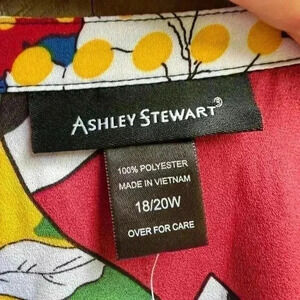 ASHLEY STEWART®
100% POLYESTER
MADE IN VIETNAM
18/20W
OVER FOR CARE